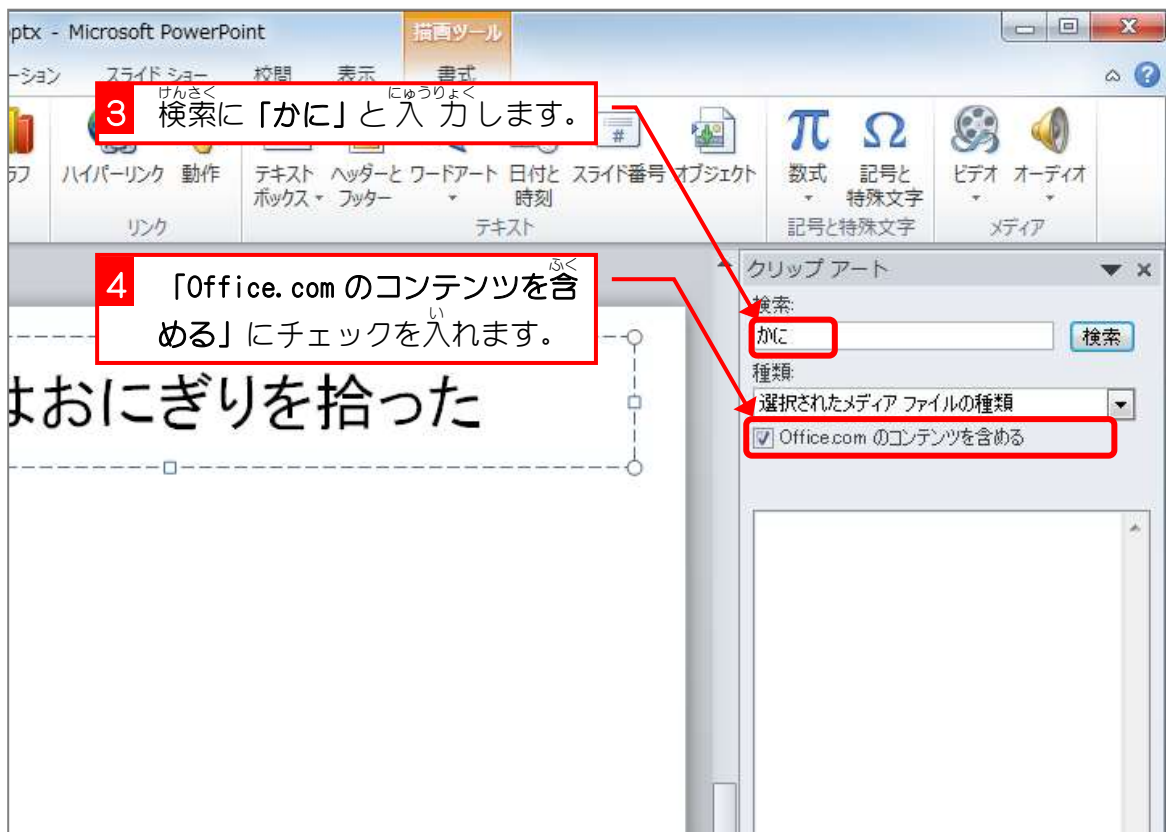 ptx - Microsoft PowerPoint 描画ツール
ーション スライド ショー 校閲 表示 書式
けんさく にゅうりょく
3 検索に「かに」と入力します。
ハイパーリンク 動作 テキスト ボックス ヘッダーと フッター ワードアート 日付と 時刻 スライド番号 オブジェクト 数式 記号と 特殊文字 ビデオ オーディオ
リンク テキスト 記号と特殊文字 メディア
ふく
4 「Office.com のコンテンツを含
い
める」にチェックを入れます。
クリップ アート
検索:
かに 検索
種類:
選択されたメディア ファイルの種類
Office.com のコンテンツを含める
はおにぎりを拾った